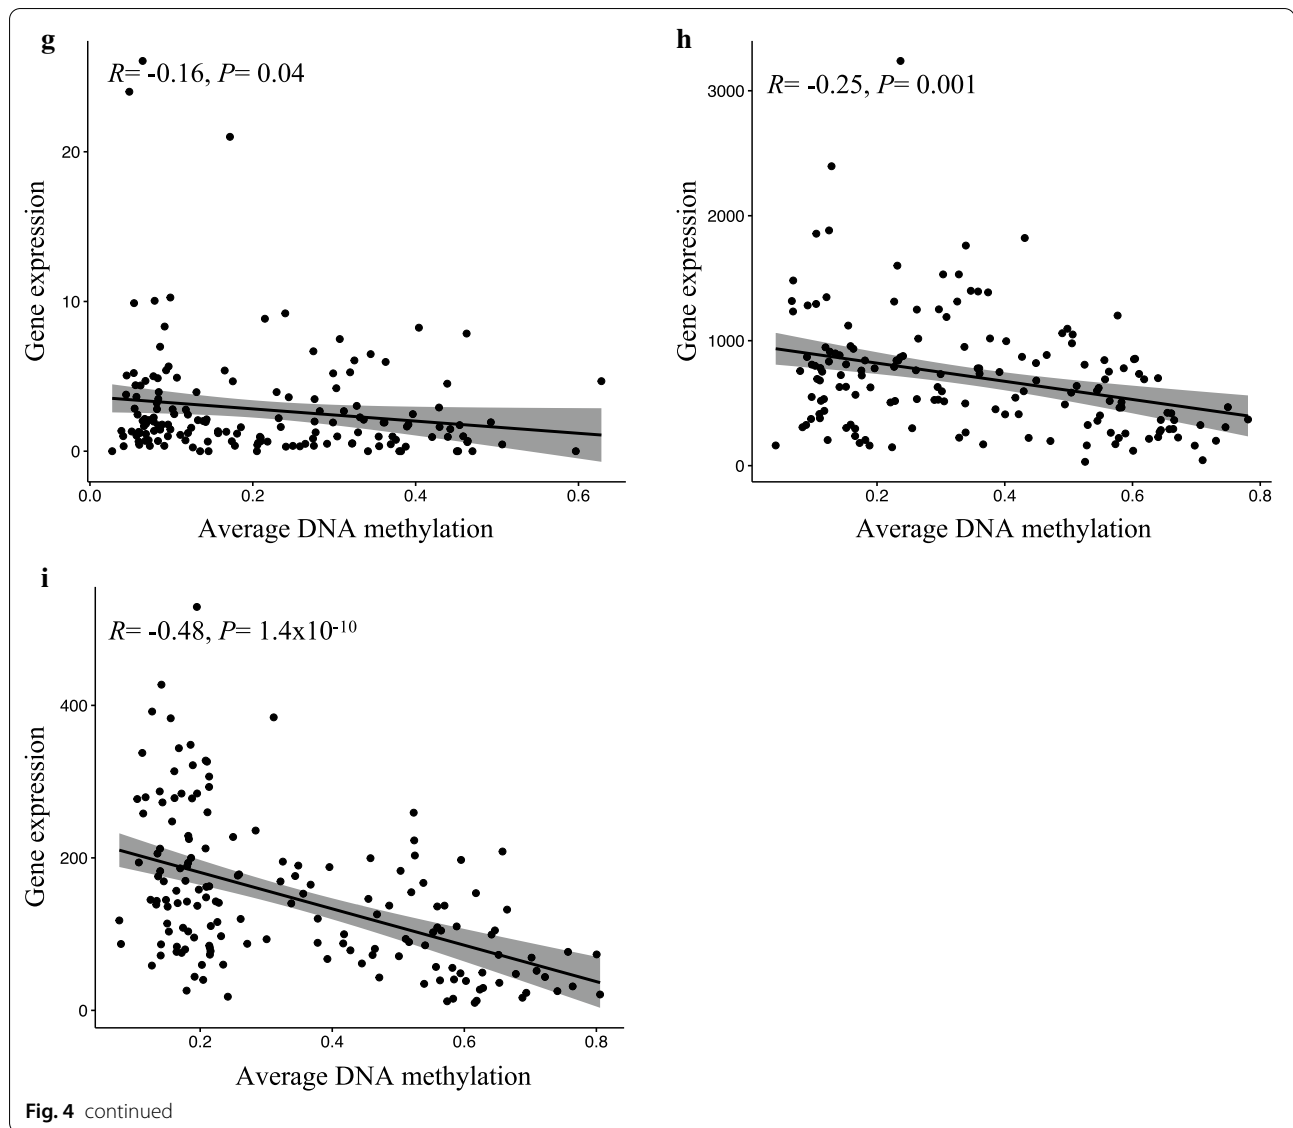 g
R= -0.16, P= 0.04
20
10
0
0.0 0.2 0.4 0.6
Gene expression
Average DNA methylation
h
R= -0.25, P= 0.001
3000
2000
1000
0
0.2 0.4 0.6 0.8
Gene expression
Average DNA methylation
i
R= -0.48, P= 1.4x10⁻¹⁰
400
200
0
0.2 0.4 0.6 0.8
Gene expression
Average DNA methylation
Fig. 4 continued